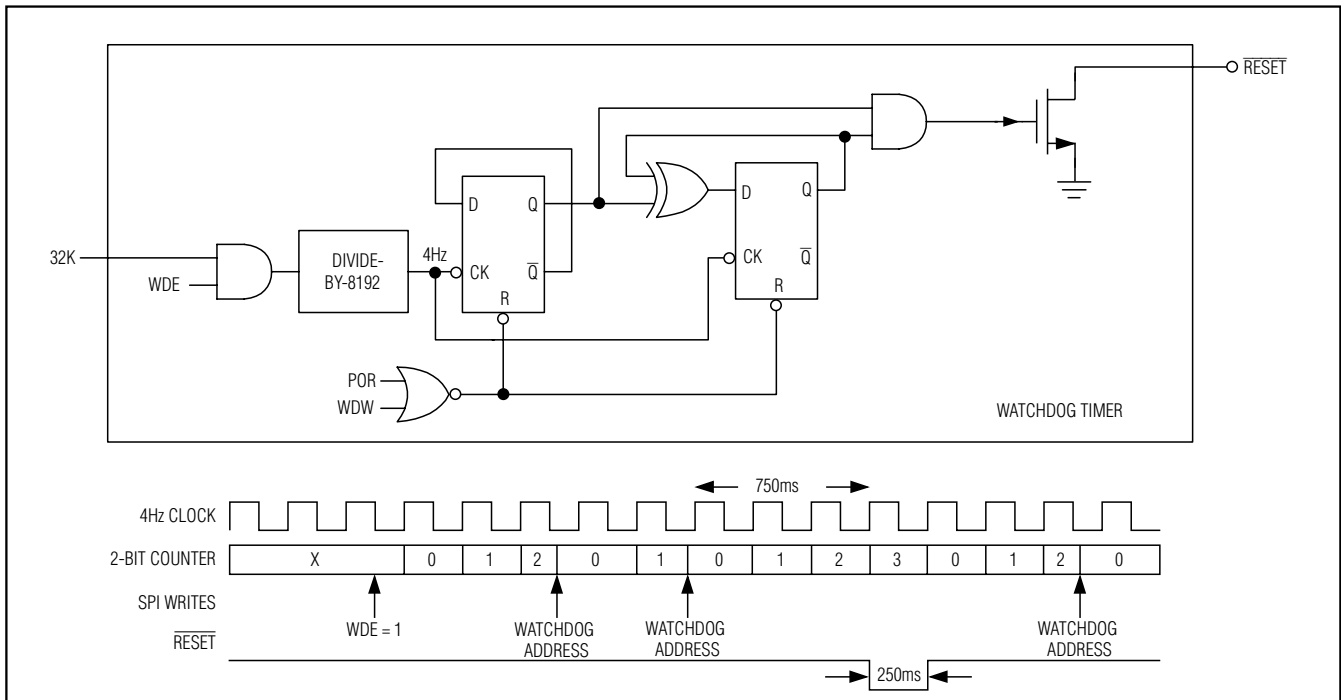 RESET
32K
WDE
DIVIDE-
BY-8192
4Hz
D
Q
CK
Q
R
D
Q
CK
Q
R
POR
WDW
WATCHDOG TIMER
750ms
4Hz CLOCK
2-BIT COUNTER
X 0 1 2 0 1 0 1 2 3 0 1 2 0
SPI WRITES
WDE = 1
WATCHDOG
ADDRESS
WATCHDOG
ADDRESS
WATCHDOG
ADDRESS
RESET
250ms